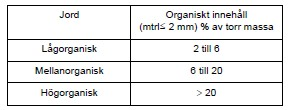 Jord Organiskt innehåll
(mtrl≤ 2 mm) % av torr massa
Lågorganisk 2 till 6
Mellanorganisk 6 till 20
Högorganisk > 20